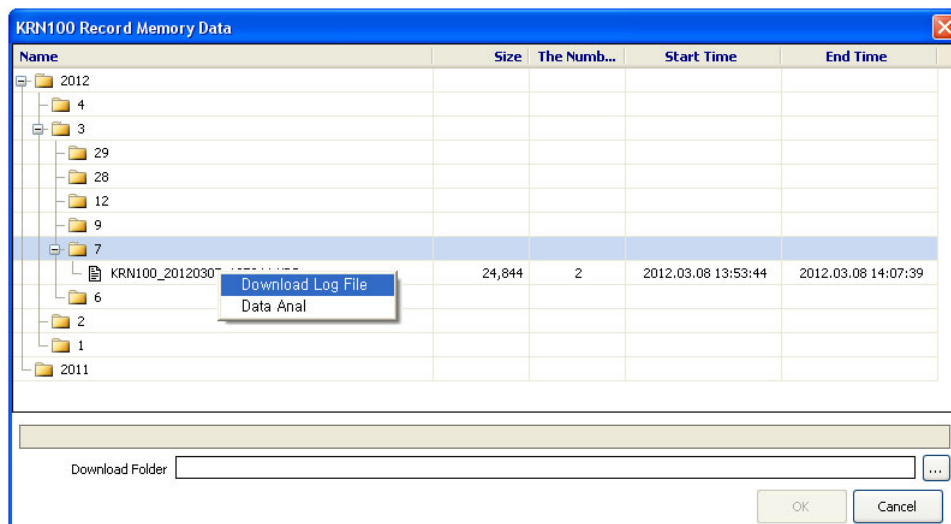 KRN100 Record Memory Data
Name Size The Numb... Start Time End Time
2012
4
3
29
28
12
9
7
KRN100_20120307 24,844 2 2012.03.08 13:53:44 2012.03.08 14:07:39
Download Log File
6
Data Anal
2
1
2011
Download Folder ...
OK Cancel